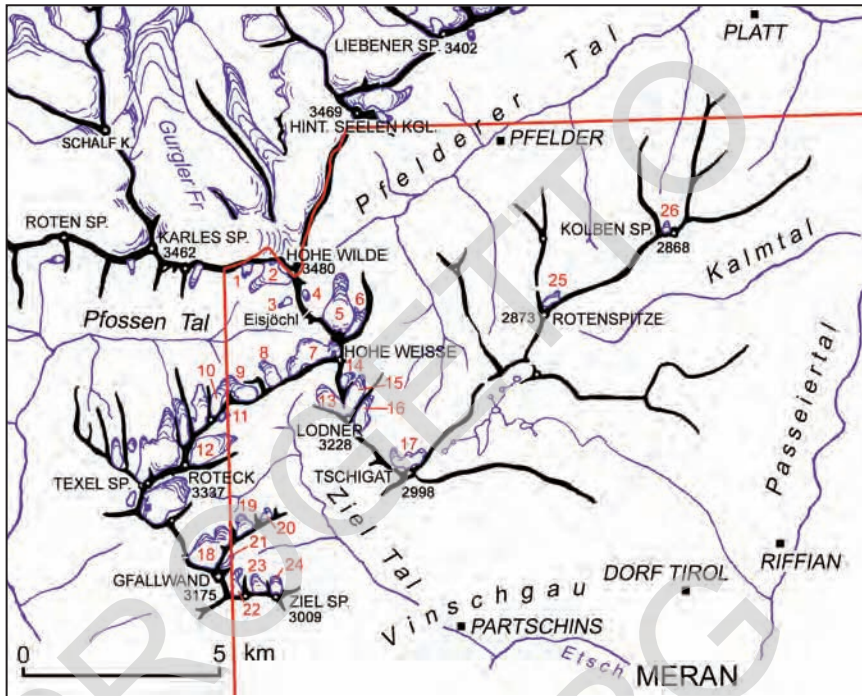 PLATT
LIEBENER SP. 3402
3469
HINT. SEELEN KGL.
SCHALF K.
Gurgler Fr
Pfelderer Tal
PFELDER
ROTEN SP.
KARLES SP.
3462
HOHE WILDE
3480
KOLBEN SP.
26
2868
Kalmtal
1
2
3
4
5
6
Eisjöchl
Pfossen Tal
25
2873
ROTENSPITZE
HOHE WEISSE
7
8
9
10
11
14
15
13
16
LODNER
3228
17
TSCHIGAT
2998
12
TEXEL SP.
ROTECK
3337
Ziel Tal
Passeiertal
19
20
18
21
23
24
GFALLWAND
3175
22
ZIEL SP.
3009
RIFFIAN
DORF TIROL
Vinschgau
PARTSCHINS
Etsch
MERAN
0 5 km
PROGETTO